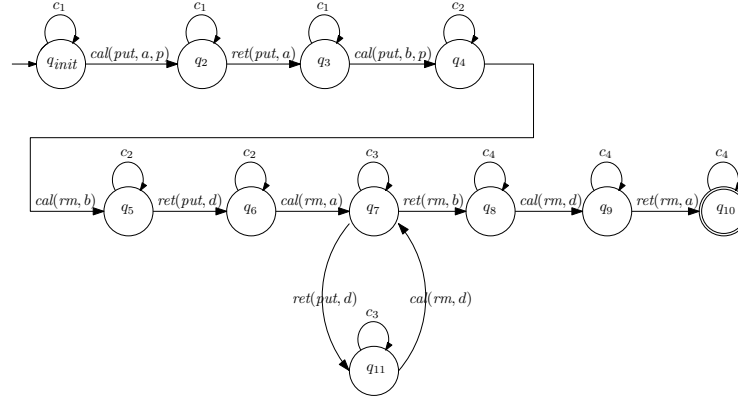 c1 c1 c1 c2
qinit cal(put, a, p) q2 ret(put, a) q3 cal(put, b, p) q4
c2 c2 c3 c4 c4 c4
cal(rm, b) q5 ret(put, d) q6 cal(rm, a) q7 ret(rm, b) q8 cal(rm, d) q9 ret(rm, a) q10
ret(put, d) cal(rm, d)
c3
q11